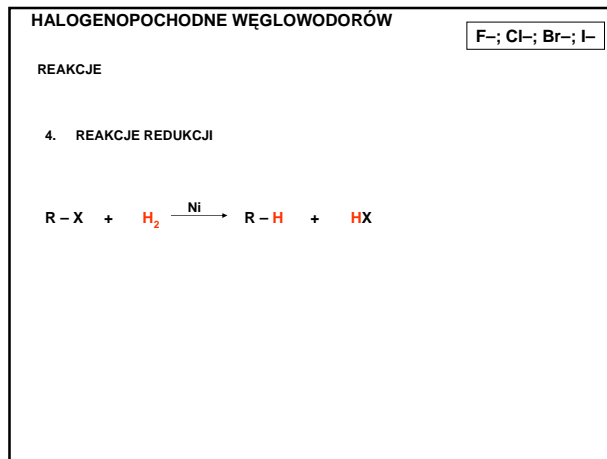 HALOGENOPOCHODNE WĘGLOWODORÓW
F–; Cl–; Br–; I–
REAKCJE
4. REAKCJE REDUKCJI
R – X + H₂ Ni → R – H + HX